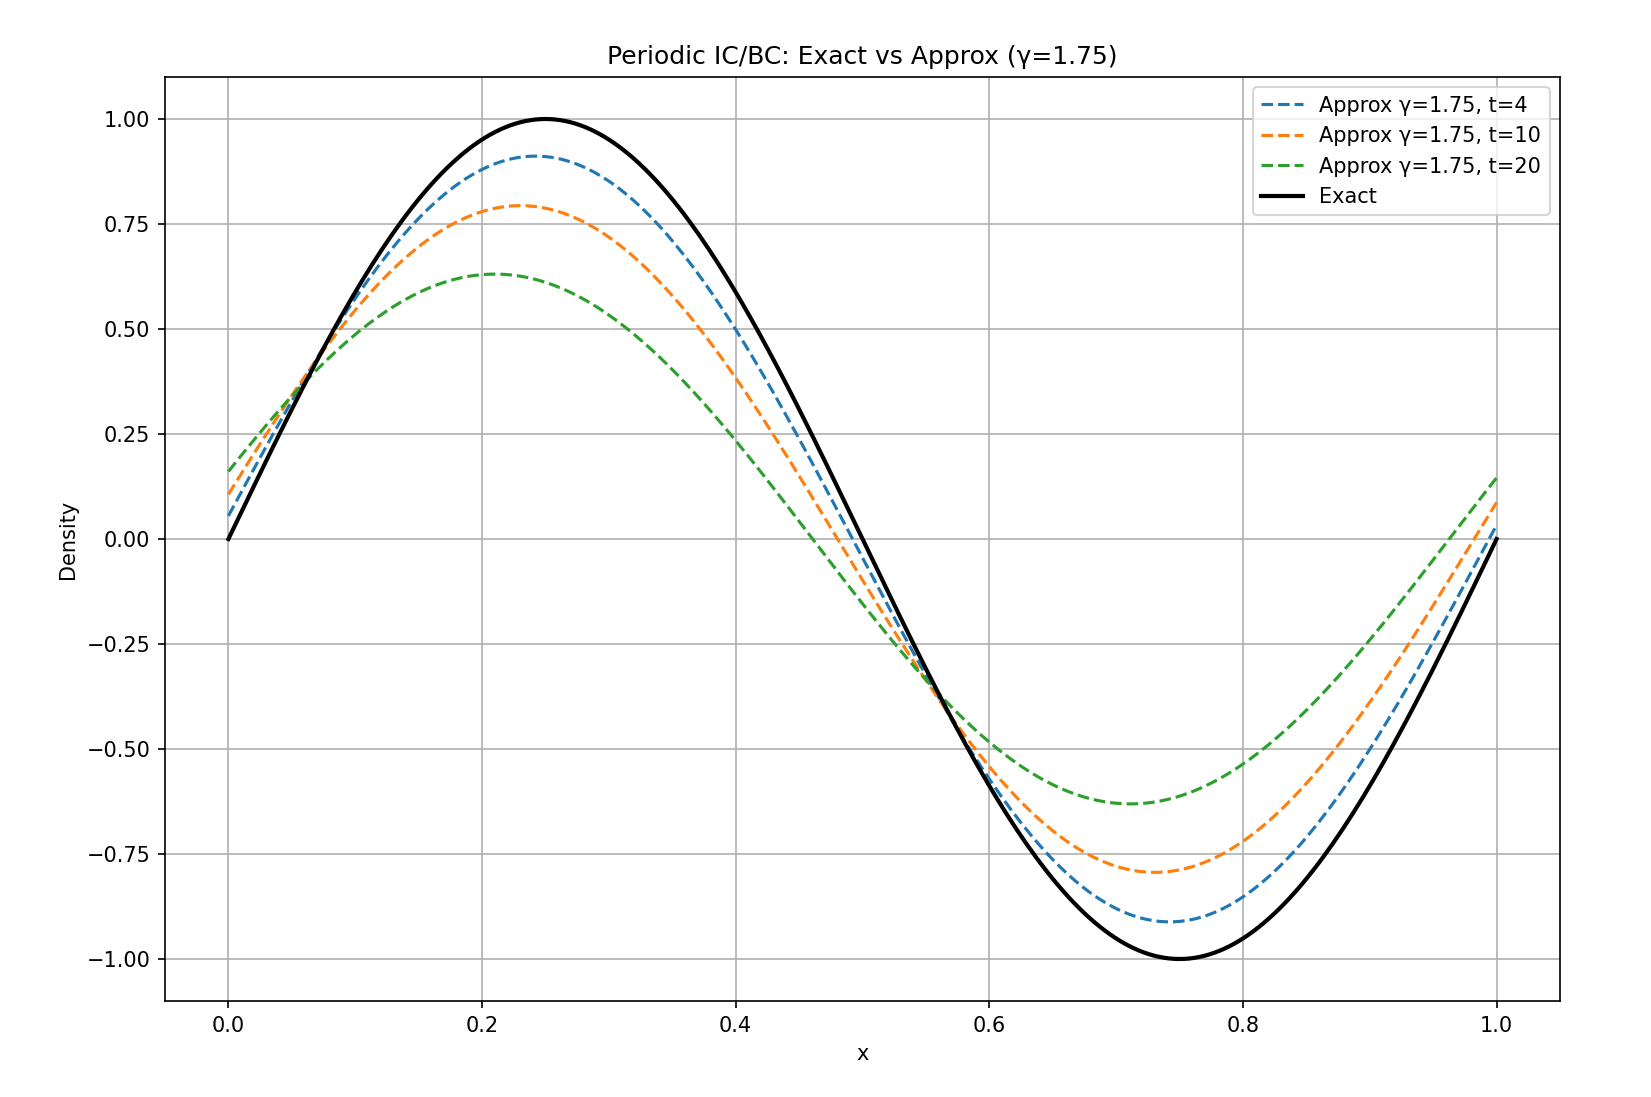 Periodic IC/BC: Exact vs Approx (γ=1.75)
Approx γ=1.75, t=4
Approx γ=1.75, t=10
Approx γ=1.75, t=20
Exact
1.00
0.75
0.50
0.25
0.00
−0.25
−0.50
−0.75
−1.00
Density
0.0 0.2 0.4 0.6 0.8 1.0
x